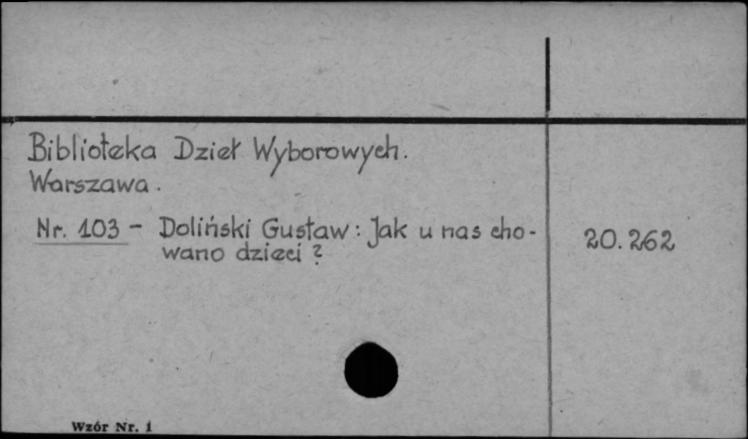 Biblioteka Dzieł Wyborowych.
Warszawa.
Nr. 103 - Doliński Gustaw: Jak u nas cho-
wano dzieci?
20.262
Wzór Nr. 1